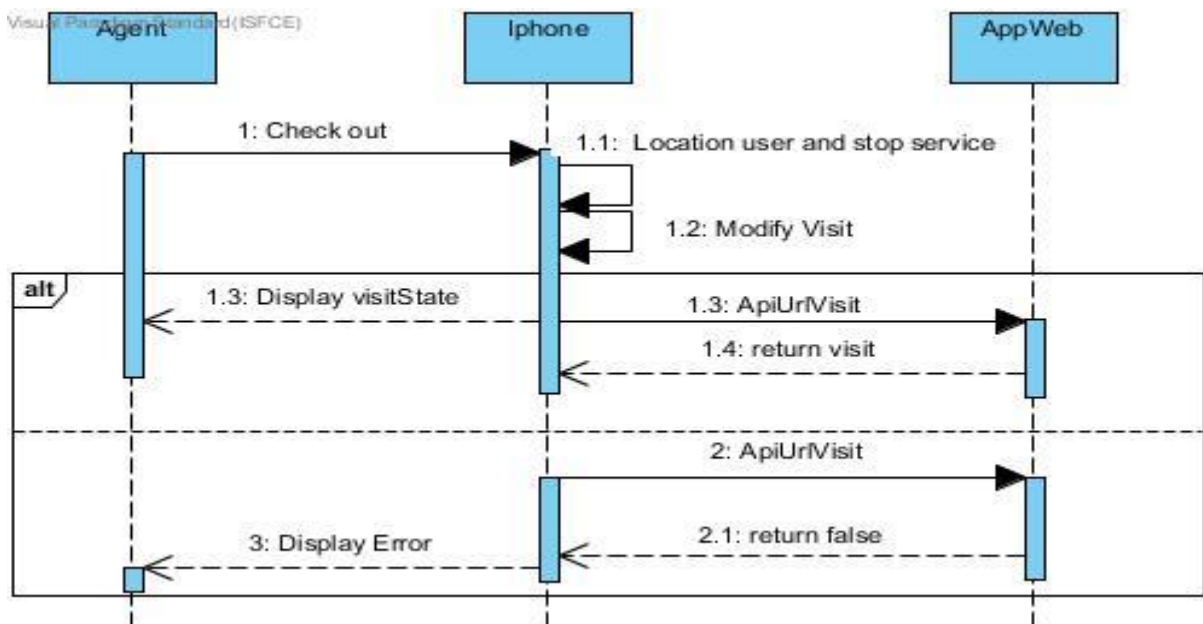 Visual Paradigm Standard(ISFCE)
Agent
Iphone
AppWeb
1: Check out
1.1: Location user and stop service
1.2: Modify Visit
alt
1.3: Display visitState
1.3: ApiUrlVisit
1.4: return visit
2: ApiUrlVisit
2.1: return false
3: Display Error